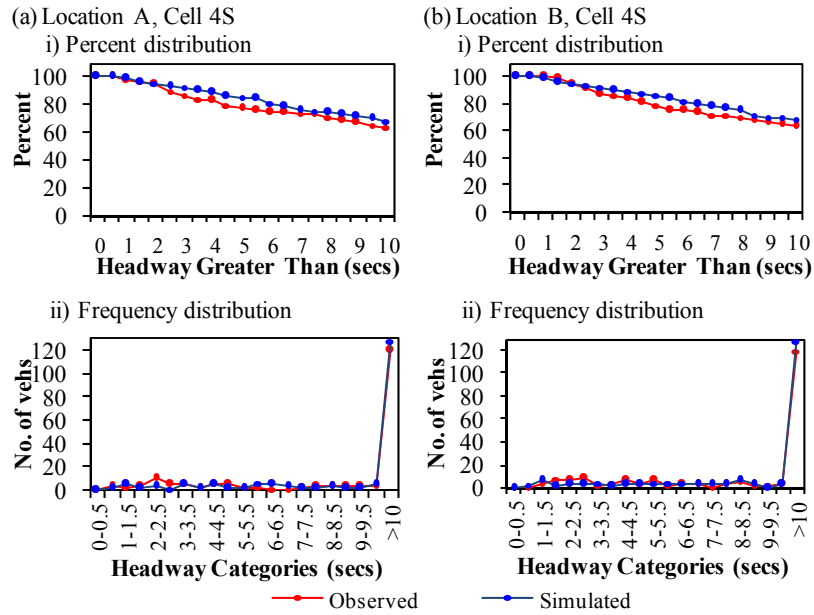 (a) Location A, Cell 4S
i) Percent distribution
Percent
100
80
60
40
20
0
0 1 2 3 4 5 6 7 8 9 10
Headway Greater Than (secs)
ii) Frequency distribution
No. of vehs
120
100
80
60
40
20
0
0-0.5 1-1.5 2-2.5 3-3.5 4-4.5 5-5.5 6-6.5 7-7.5 8-8.5 9-9.5 >10
Headway Categories (secs)
(b) Location B, Cell 4S
i) Percent distribution
Percent
100
80
60
40
20
0
0 1 2 3 4 5 6 7 8 9 10
Headway Greater Than (secs)
ii) Frequency distribution
No. of vehs
120
100
80
60
40
20
0
0-0.5 1-1.5 2-2.5 3-3.5 4-4.5 5-5.5 6-6.5 7-7.5 8-8.5 9-9.5 >10
Headway Categories (secs)
Observed Simulated